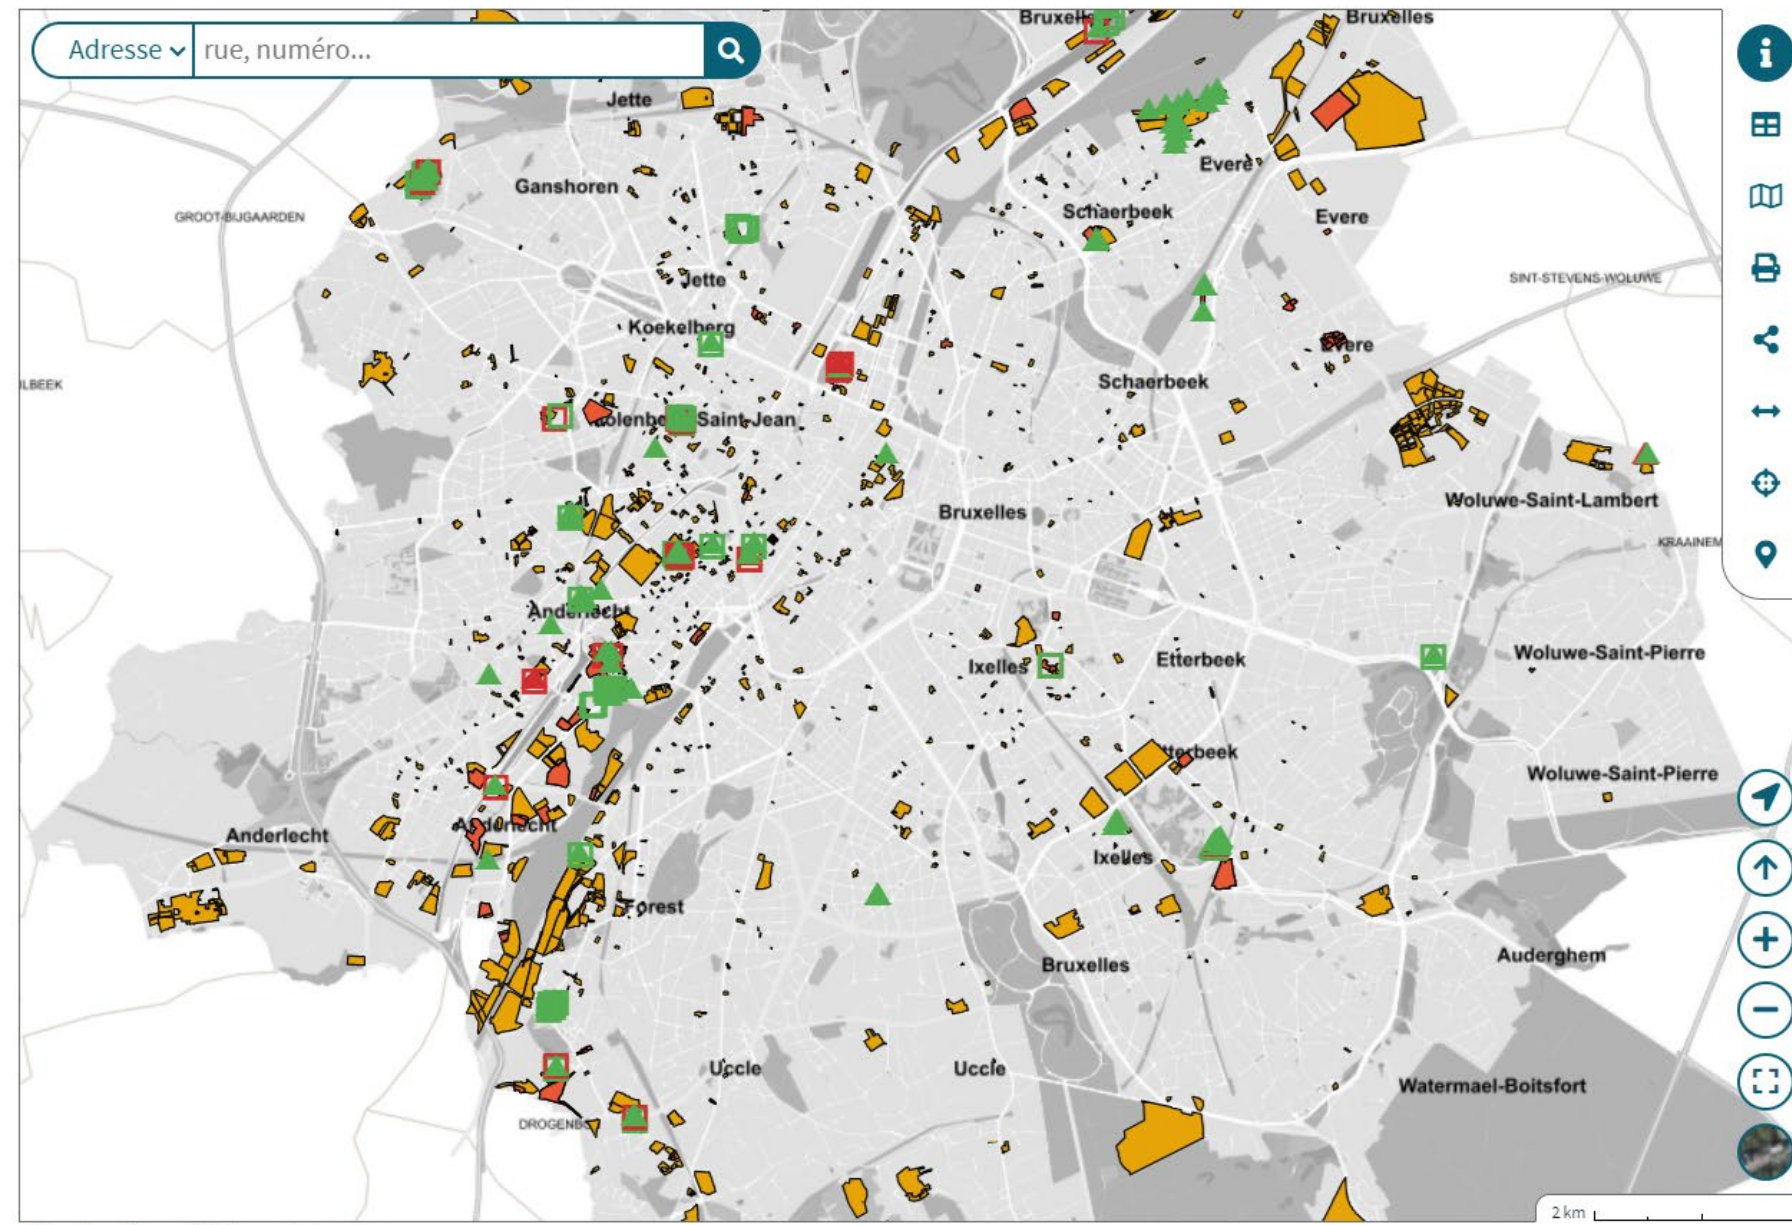 Bruxelles
Adresse
rue, numéro...
Jette
Ganshoren
GROOT-BIJGAARDEN
Evere
Schaerbeek
Evere
SINT-STEVENS-WOLUWE
Jette
Koekelberg
Schaerbeek
Saint-Jean
Woluwe-Saint-Lambert
Bruxelles
KRAAINEM
Anderlecht
Woluwe-Saint-Pierre
Etterbeek
Ixelles
Woluwe-Saint-Pierre
Anderlecht
Anderlecht
Ixelles
Forest
Auderghem
Bruxelles
Uccle
Uccle
Watermael-Boitsfort
2 km